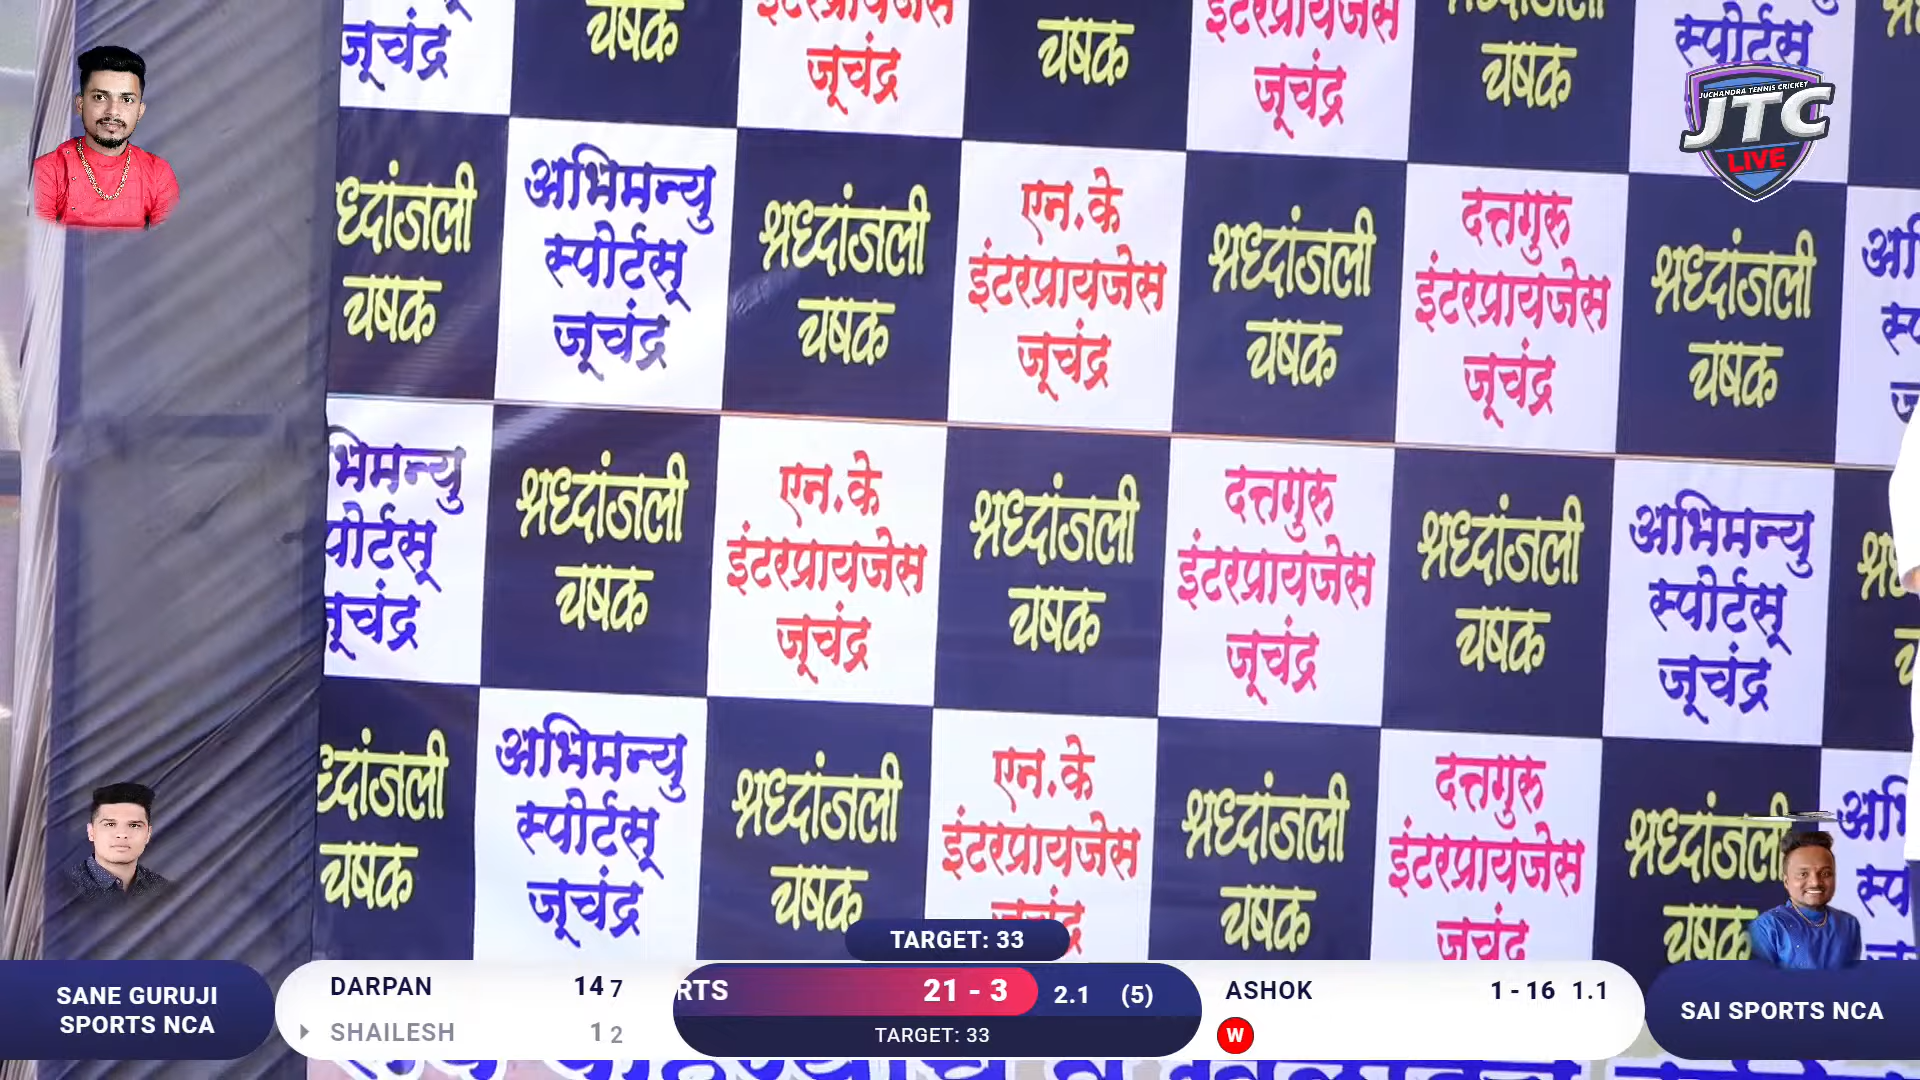 जूचंद्र
चषक
इंटरप्रायजेस
जूचंद्र
चषक
इंटरप्रायजेस
जूचंद्र
चषक
स्पोर्टस्
JUCHANDRA TENNIS CRICKET
JTC
LIVE
अभिमन्यु
स्पोर्टस्
जूचंद्र
श्रध्दांजली
चषक
एन.के
इंटरप्रायजेस
जूचंद्र
श्रध्दांजली
चषक
दत्तगुरु
इंटरप्रायजेस
जूचंद्र
श्रध्दांजली
चषक
चषक
श्रध्दांजली
चषक
एन.के
इंटरप्रायजेस
जूचंद्र
श्रध्दांजली
चषक
दत्तगुरु
इंटरप्रायजेस
जूचंद्र
श्रध्दांजली
चषक
अभिमन्यु
स्पोर्टस्
जूचंद्र
चषक
अभिमन्यु
स्पोर्टस्
जूचंद्र
श्रध्दांजली
चषक
एन.के
इंटरप्रायजेस
श्रध्दांजली
चषक
दत्तगुरु
इंटरप्रायजेस
जूचंद्र
श्रध्दांजली
चषक
TARGET: 33
SANE GURUJI
SPORTS NCA
DARPAN 14 7
SHAILESH 1 2
RTS 21 - 3 2.1 (5)
TARGET: 33
ASHOK 1 - 16 1.1
W
SAI SPORTS NCA